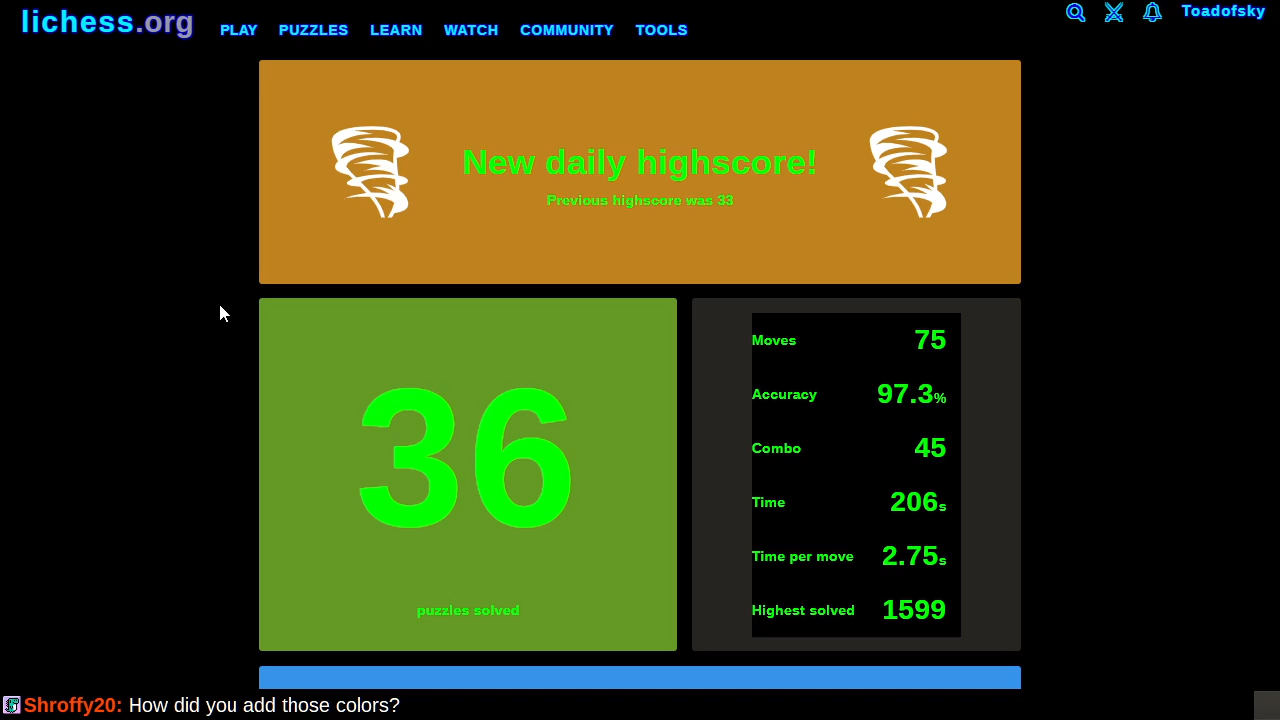 lichess.org PLAY PUZZLES LEARN WATCH COMMUNITY TOOLS Toadofsky
New daily highscore!
Previous highscore was 33
36
puzzles solved
Moves 75
Accuracy 97.3%
Combo 45
Time 206s
Time per move 2.75s
Highest solved 1599
Shroffy20: How did you add those colors?